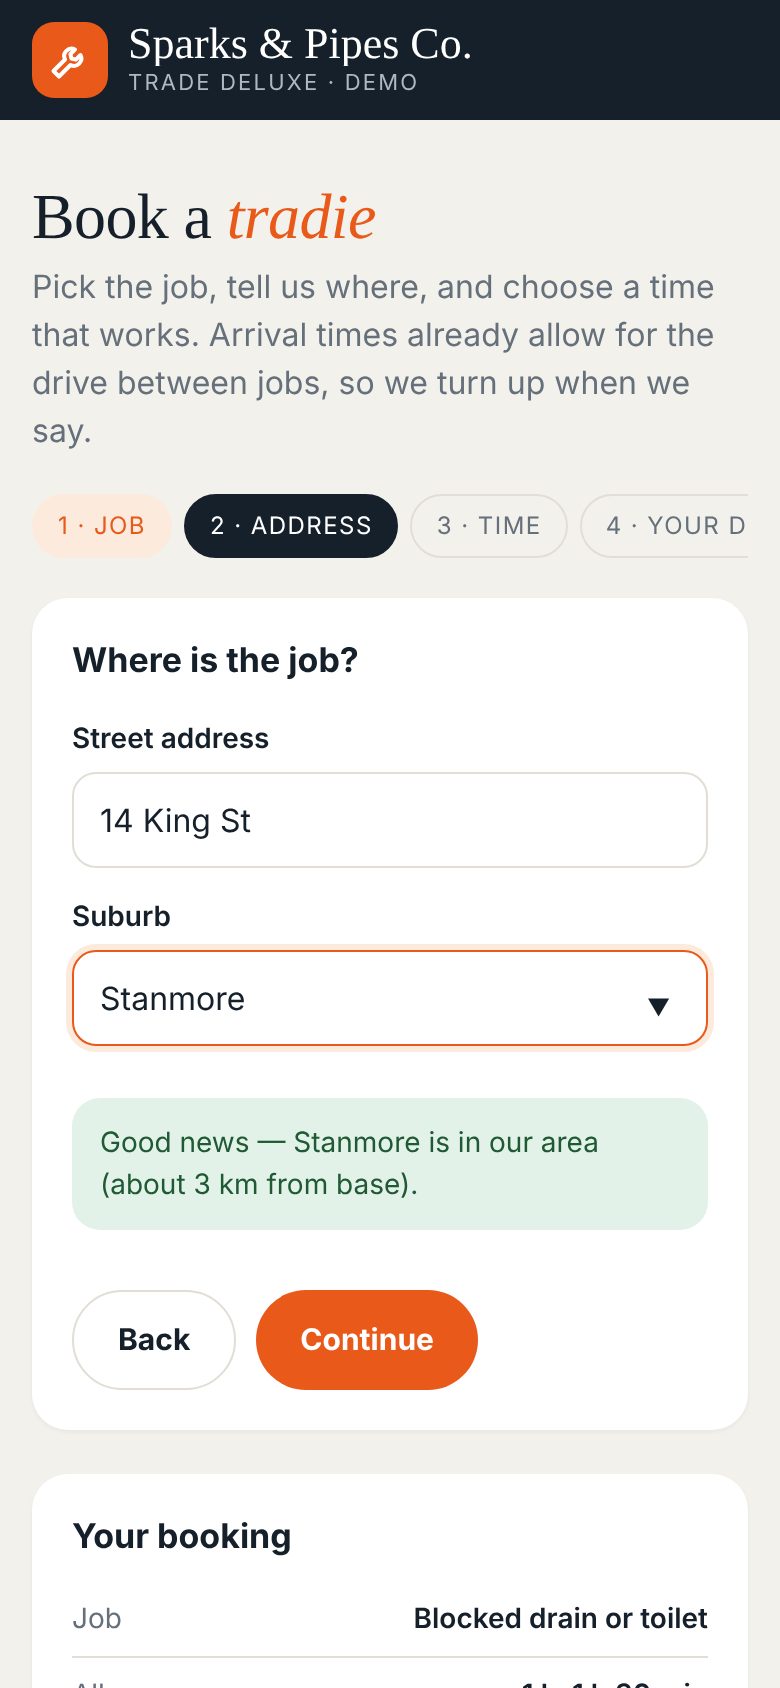 Sparks & Pipes Co.
TRADE DELUXE · DEMO
Book a tradie
Pick the job, tell us where, and choose a time
that works. Arrival times already allow for the
drive between jobs, so we turn up when we
say.
1 · JOB
2 · ADDRESS
3 · TIME
4 · YOUR D
Where is the job?
Street address
14 King St
Suburb
Stanmore
Good news — Stanmore is in our area
(about 3 km from base).
Back
Continue
Your booking
Job
Blocked drain or toilet